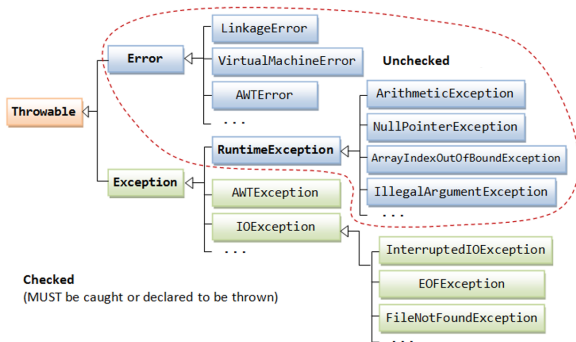 LinkageError
Error
VirtualMachineError
Unchecked
AWTError
ArithmeticException
...
NullPointerException
Throwable
RuntimeException
ArrayIndexOutOfBoundException
Exception
IllegalArgumentException
AWTException
...
IOException
...
InterruptedIOException
Checked
(MUST be caught or declared to be thrown)
EOFException
FileNotFoundException
...